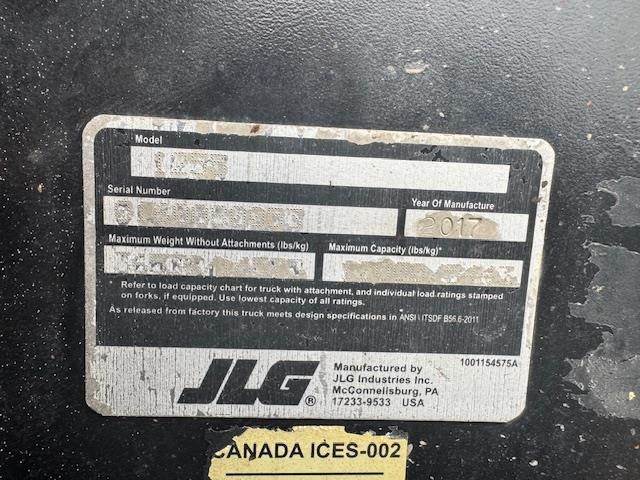 Model
Serial Number
Year Of Manufacture
2017
Maximum Weight Without Attachments (lbs/kg)
Maximum Capacity (lbs/kg)*
* Refer to load capacity chart for truck with attachment, and individual load ratings stamped
on forks, if equipped. Use lowest capacity of all ratings.
As released from factory this truck meets design specifications in ANSI \ ITSDF B56.6-2011
JLG®
Manufactured by
JLG Industries Inc.
McConnellsburg, PA
17233-9533 USA
1001154575A
CANADA ICES-002